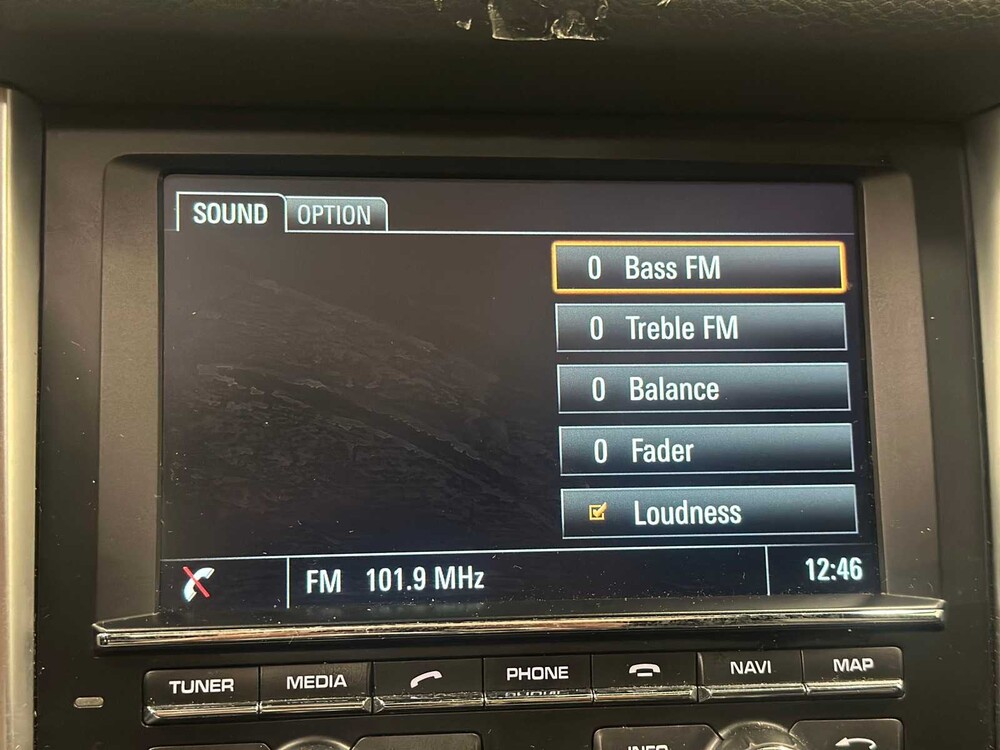 SOUND OPTION
0 Bass FM
0 Treble FM
0 Balance
0 Fader
Loudness
FM 101.9 MHz 12:46
TUNER MEDIA PHONE NAVI MAP
INFO